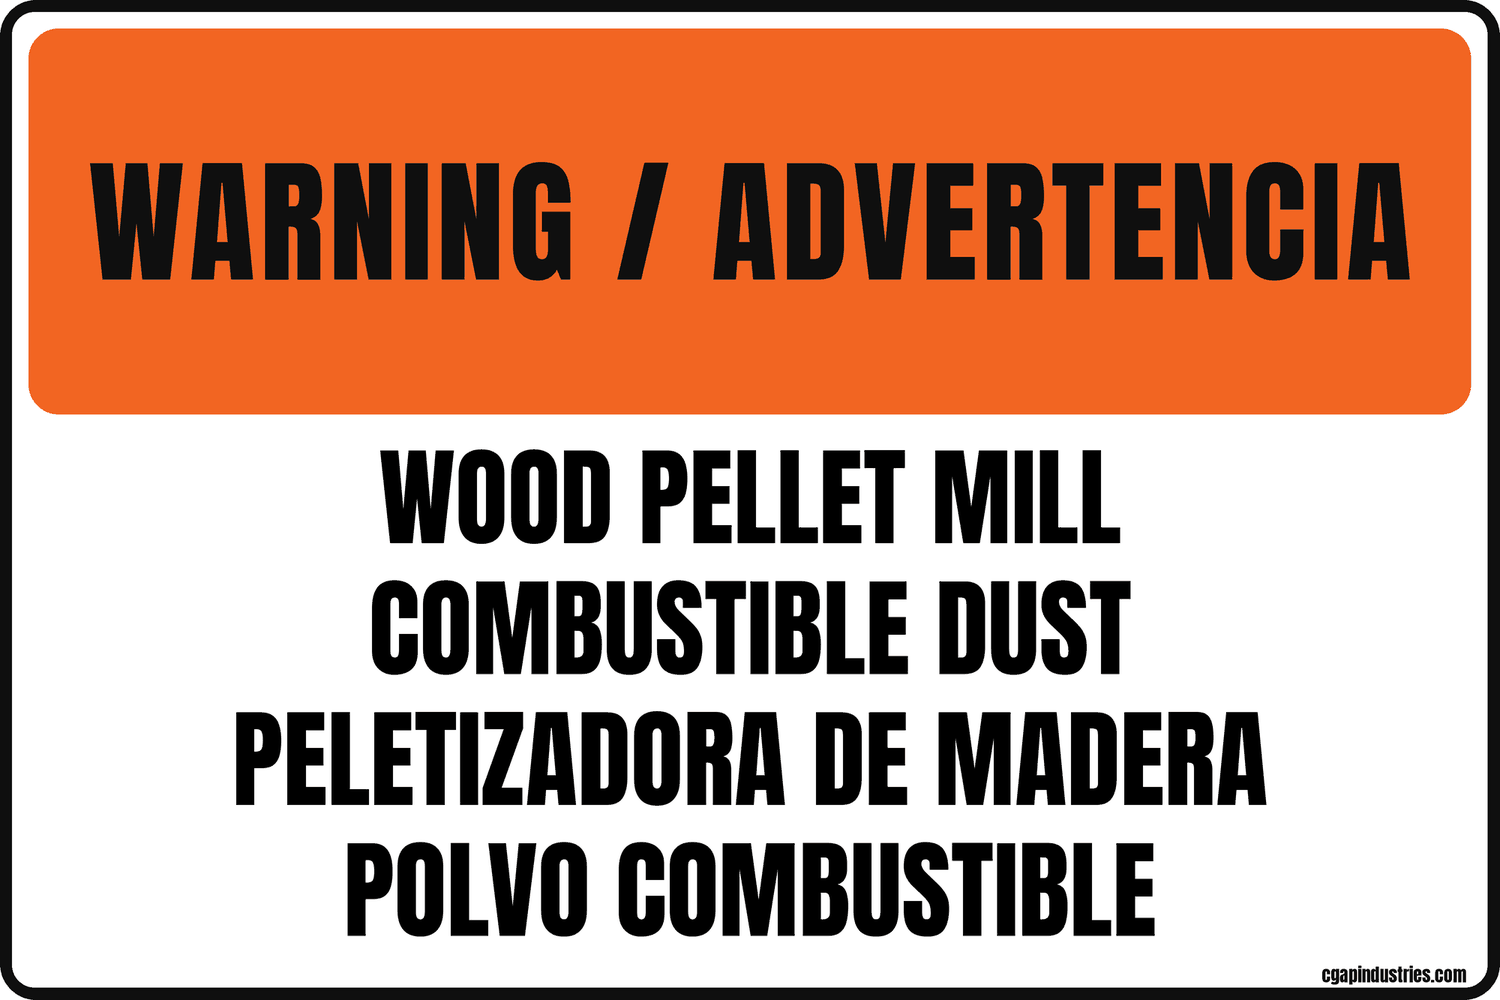 WARNING / ADVERTENCIA
WOOD PELLET MILL
COMBUSTIBLE DUST
PELETIZADORA DE MADERA
POLVO COMBUSTIBLE
cgapindustries.com